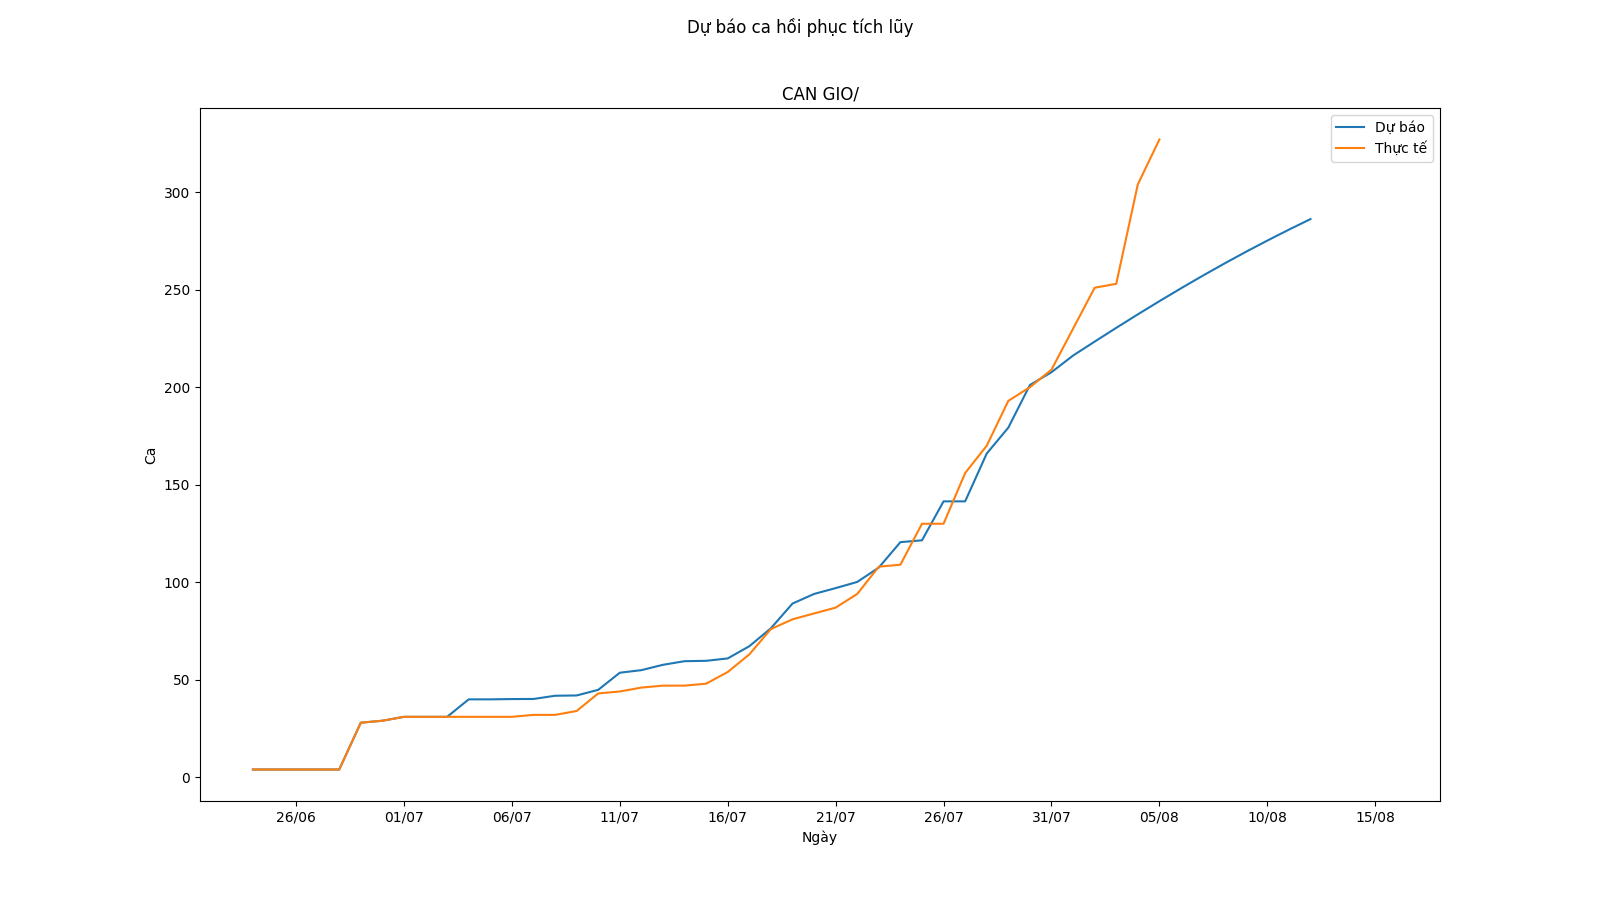 Dự báo ca hồi phục tích lũy
CAN GIO/
Dự báo
Thực tế
300
250
200
150
100
50
0
Ca
26/06 01/07 06/07 11/07 16/07 21/07 26/07 31/07 05/08 10/08 15/08
Ngày